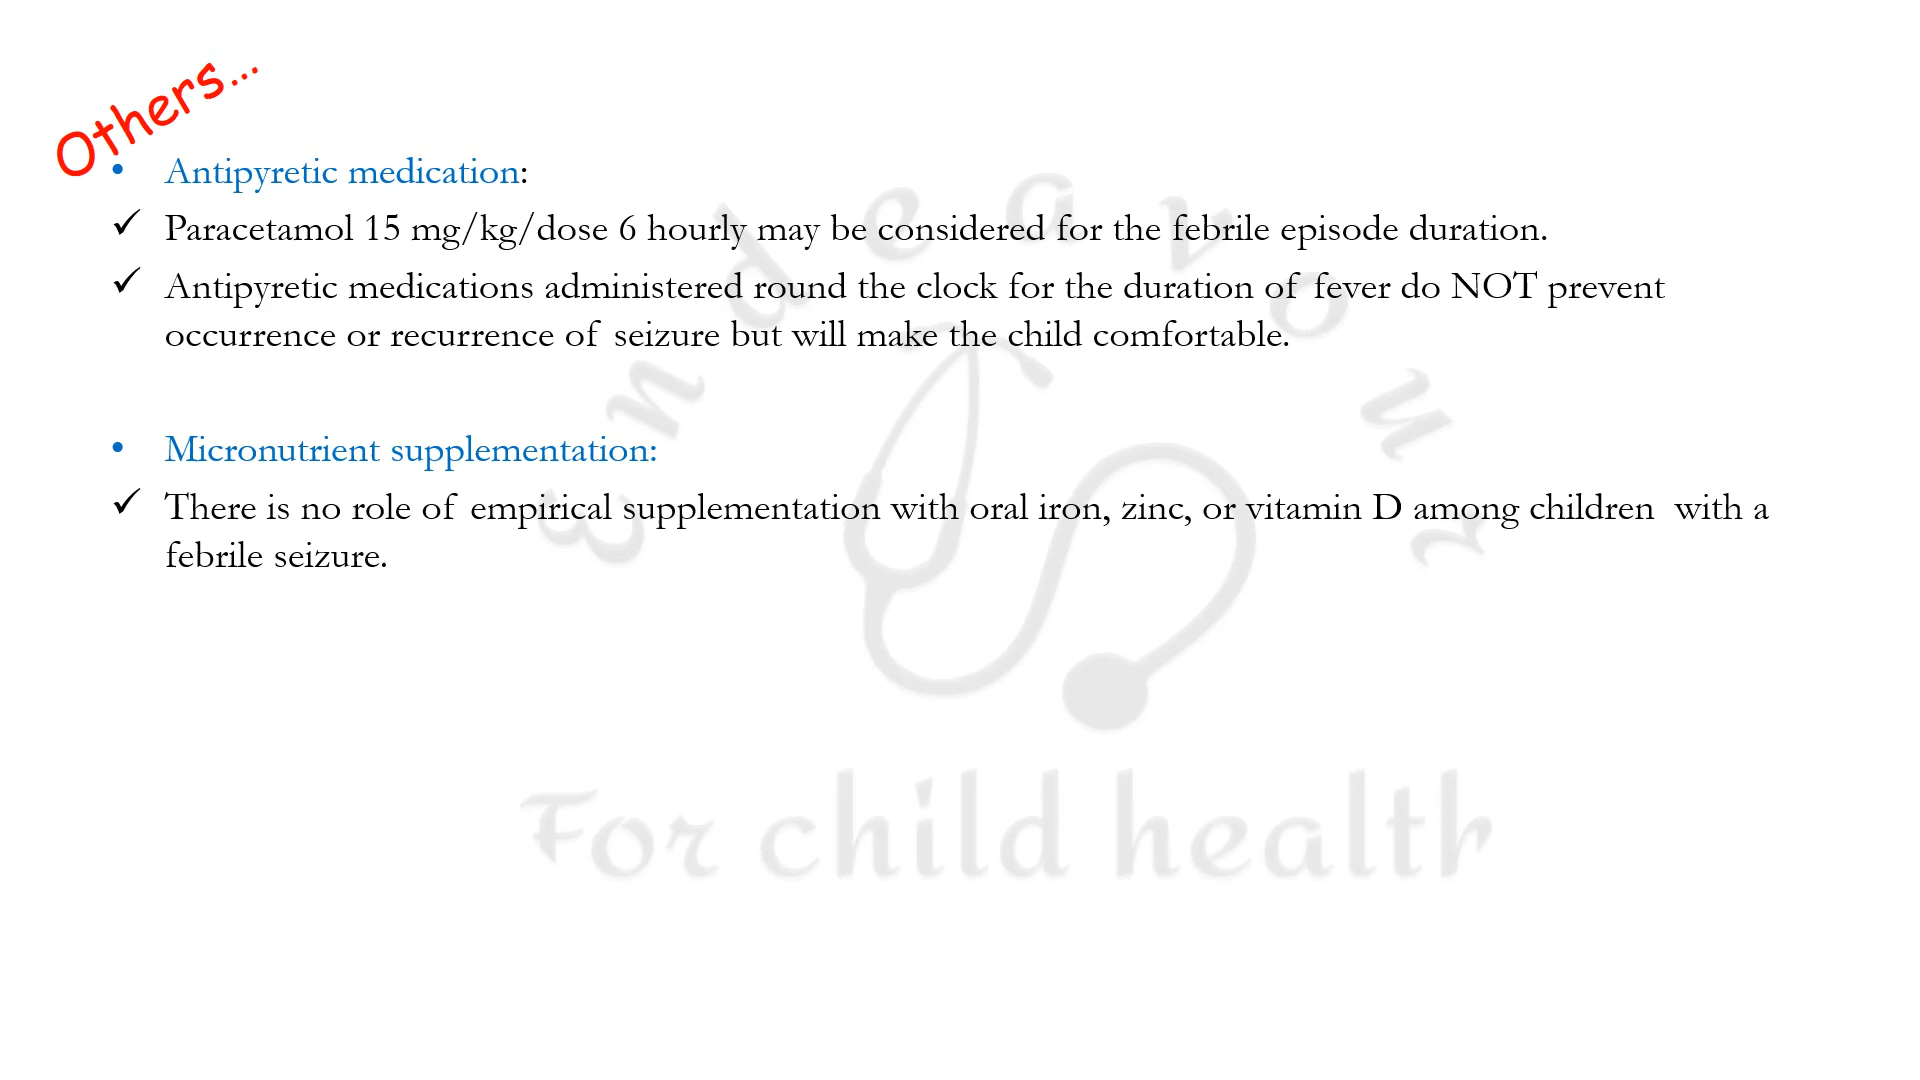 Others...
• Antipyretic medication:
✓ Paracetamol 15 mg/kg/dose 6 hourly may be considered for the febrile episode duration.
✓ Antipyretic medications administered round the clock for the duration of fever do NOT prevent
occurrence or recurrence of seizure but will make the child comfortable.
• Micronutrient supplementation:
✓ There is no role of empirical supplementation with oral iron, zinc, or vitamin D among children with a
febrile seizure.
Endeavour
For child health